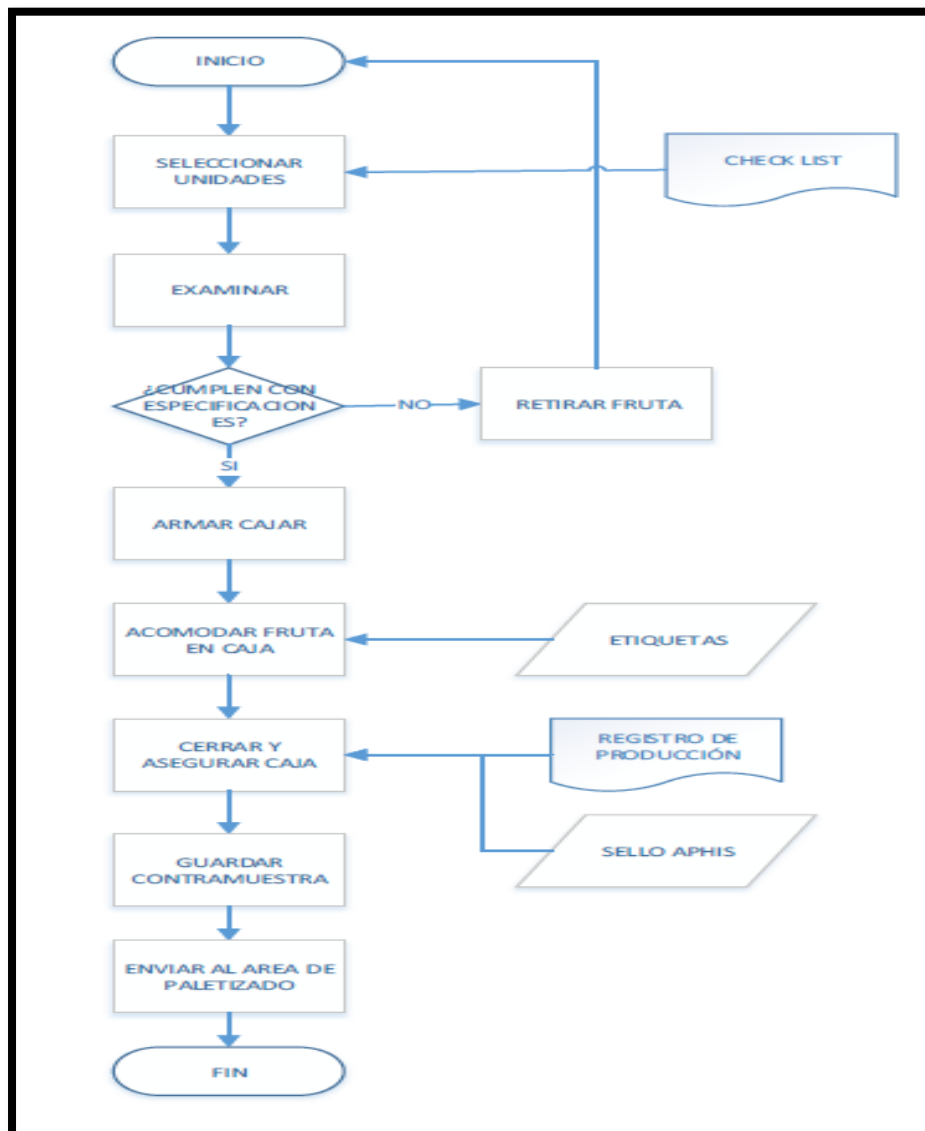 INICIO
SELECCIONAR
UNIDADES
CHECK LIST
EXAMINAR
¿CUMPLEN CON
ESPECIFICACION
ES?
NO
RETIRAR FRUTA
SI
ARMAR CAJAR
ACOMODAR FRUTA
EN CAJA
ETIQUETAS
CERRAR Y
ASEGURAR CAJA
REGISTRO DE
PRODUCCIÓN
SELLO APHIS
GUARDAR
CONTRAMUESTRA
ENVIAR AL AREA DE
PALETIZADO
FIN